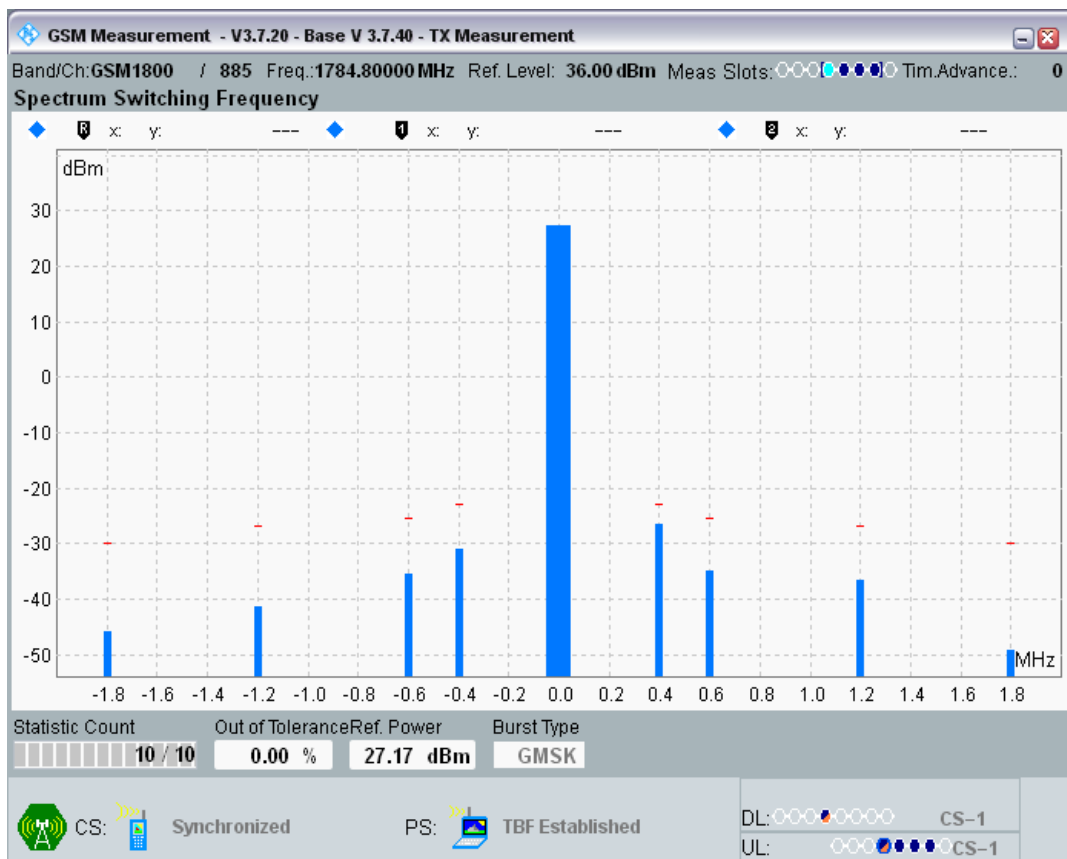 GSM Measurement - V3.7.20 - Base V 3.7.40 - TX Measurement
Band/Ch:GSM1800 / 885 Freq.:1784.80000 MHz Ref. Level: 36.00 dBm Meas Slots: Tim.Advance.: 0
Spectrum Switching Frequency
R x: y: --- 1 x: y: --- 2 x: y: ---
dBm
30
20
10
0
-10
-20
-30
-40
-50
MHz
-1.8 -1.6 -1.4 -1.2 -1.0 -0.8 -0.6 -0.4 -0.2 0.0 0.2 0.4 0.6 0.8 1.0 1.2 1.4 1.6 1.8
Statistic Count Out of Tolerance Ref. Power Burst Type
10 / 10 0.00 % 27.17 dBm GMSK
CS: Synchronized PS: TBF Established
DL: CS-1
UL: CS-1